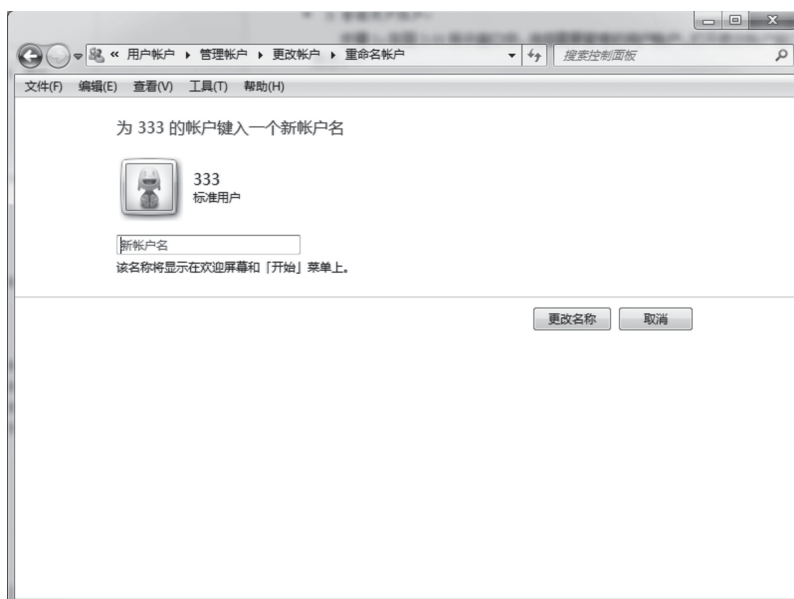 « 用户帐户 ▸ 管理帐户 ▸ 更改帐户 ▸ 重命名帐户
搜索控制面板
文件(F) 编辑(E) 查看(V) 工具(T) 帮助(H)
为 333 的帐户键入一个新帐户名
333
标准用户
新帐户名
该名称将显示在欢迎屏幕和「开始」菜单上。
更改名称 取消